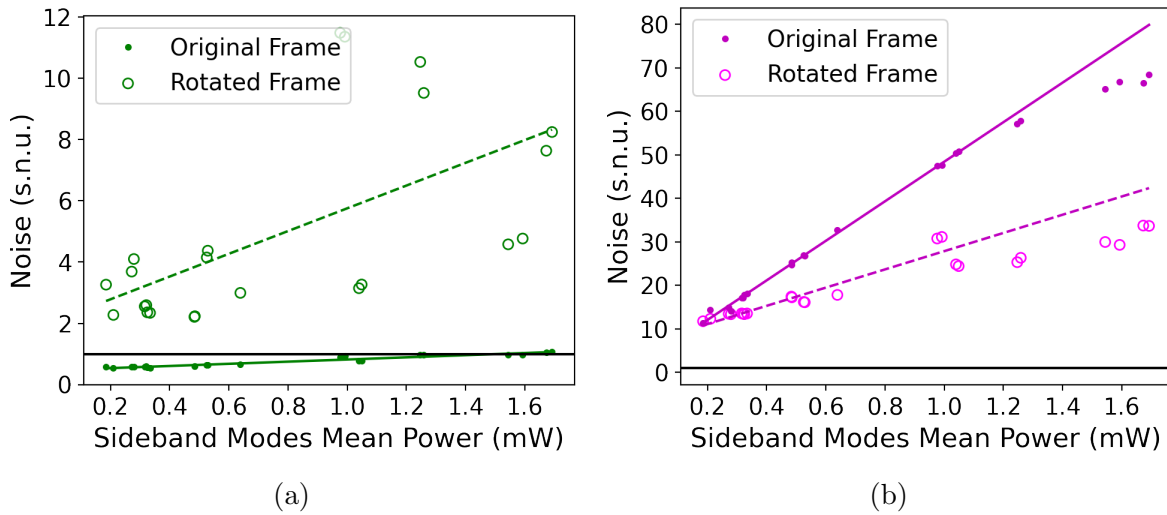 12
10
8
6
4
2
0
Noise (s.n.u.)
Original Frame
Rotated Frame
0.2 0.4 0.6 0.8 1.0 1.2 1.4 1.6
Sideband Modes Mean Power (mW)
(a)
80
70
60
50
40
30
20
10
0
Noise (s.n.u.)
Original Frame
Rotated Frame
0.2 0.4 0.6 0.8 1.0 1.2 1.4 1.6
Sideband Modes Mean Power (mW)
(b)